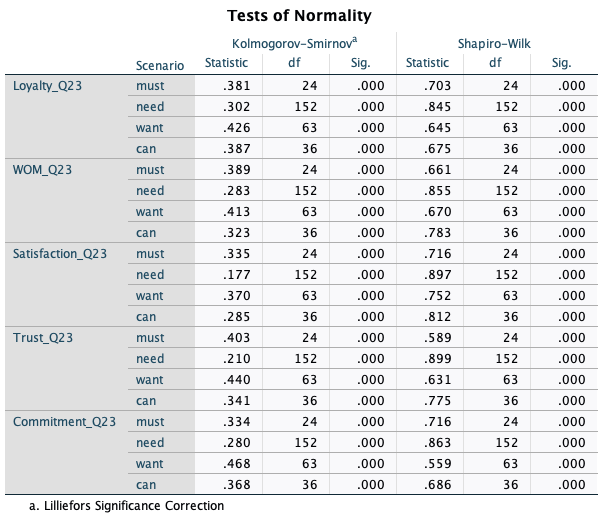 Tests of Normality
Kolmogorov-Smirnovᵃ Shapiro-Wilk
Scenario Statistic df Sig. Statistic df Sig.
Loyalty_Q23 must .381 24 .000 .703 24 .000
need .302 152 .000 .845 152 .000
want .426 63 .000 .645 63 .000
can .387 36 .000 .675 36 .000
WOM_Q23 must .389 24 .000 .661 24 .000
need .283 152 .000 .855 152 .000
want .413 63 .000 .670 63 .000
can .323 36 .000 .783 36 .000
Satisfaction_Q23 must .335 24 .000 .716 24 .000
need .177 152 .000 .897 152 .000
want .370 63 .000 .752 63 .000
can .285 36 .000 .812 36 .000
Trust_Q23 must .403 24 .000 .589 24 .000
need .210 152 .000 .899 152 .000
want .440 63 .000 .631 63 .000
can .341 36 .000 .775 36 .000
Commitment_Q23 must .334 24 .000 .716 24 .000
need .280 152 .000 .863 152 .000
want .468 63 .000 .559 63 .000
can .368 36 .000 .686 36 .000
a. Lilliefors Significance Correction